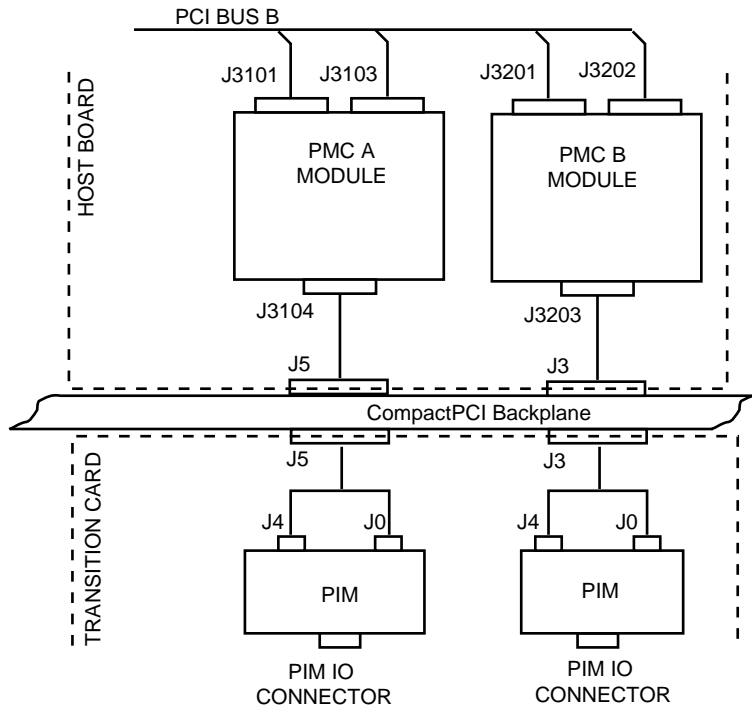 PCI BUS B
J3101
J3103
J3201
J3202
HOST BOARD
PMC A
MODULE
PMC B
MODULE
J3104
J3203
J5
J3
CompactPCI Backplane
J5
J3
TRANSITION CARD
J4
J0
J4
J0
PIM
PIM
PIM IO
CONNECTOR
PIM IO
CONNECTOR